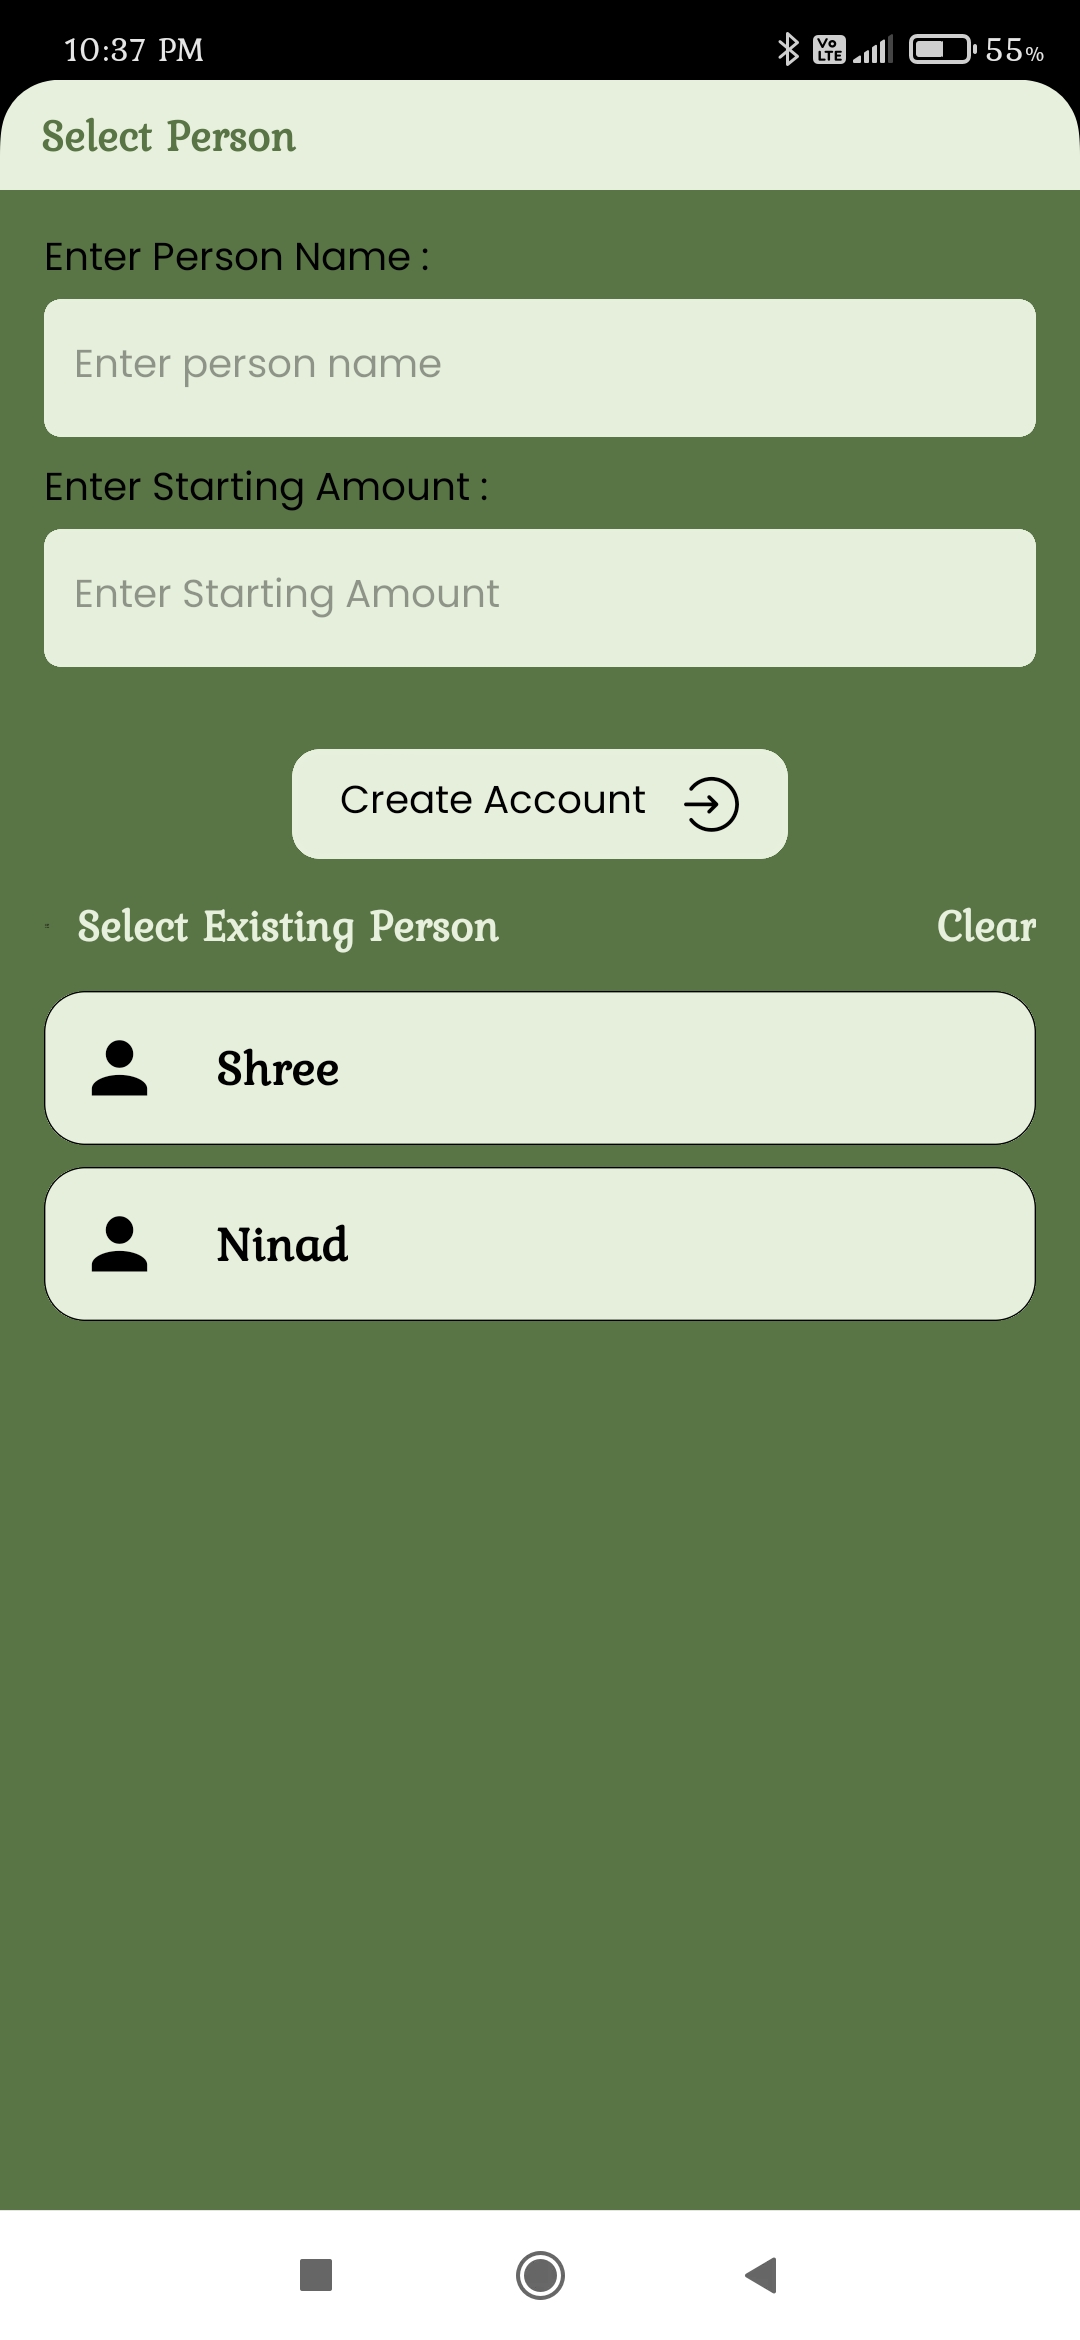 10:37 PM Vo LTE 55%
Select Person
Enter Person Name :
Enter person name
Enter Starting Amount :
Enter Starting Amount
Create Account
Select Existing Person Clear
Shree
Ninad